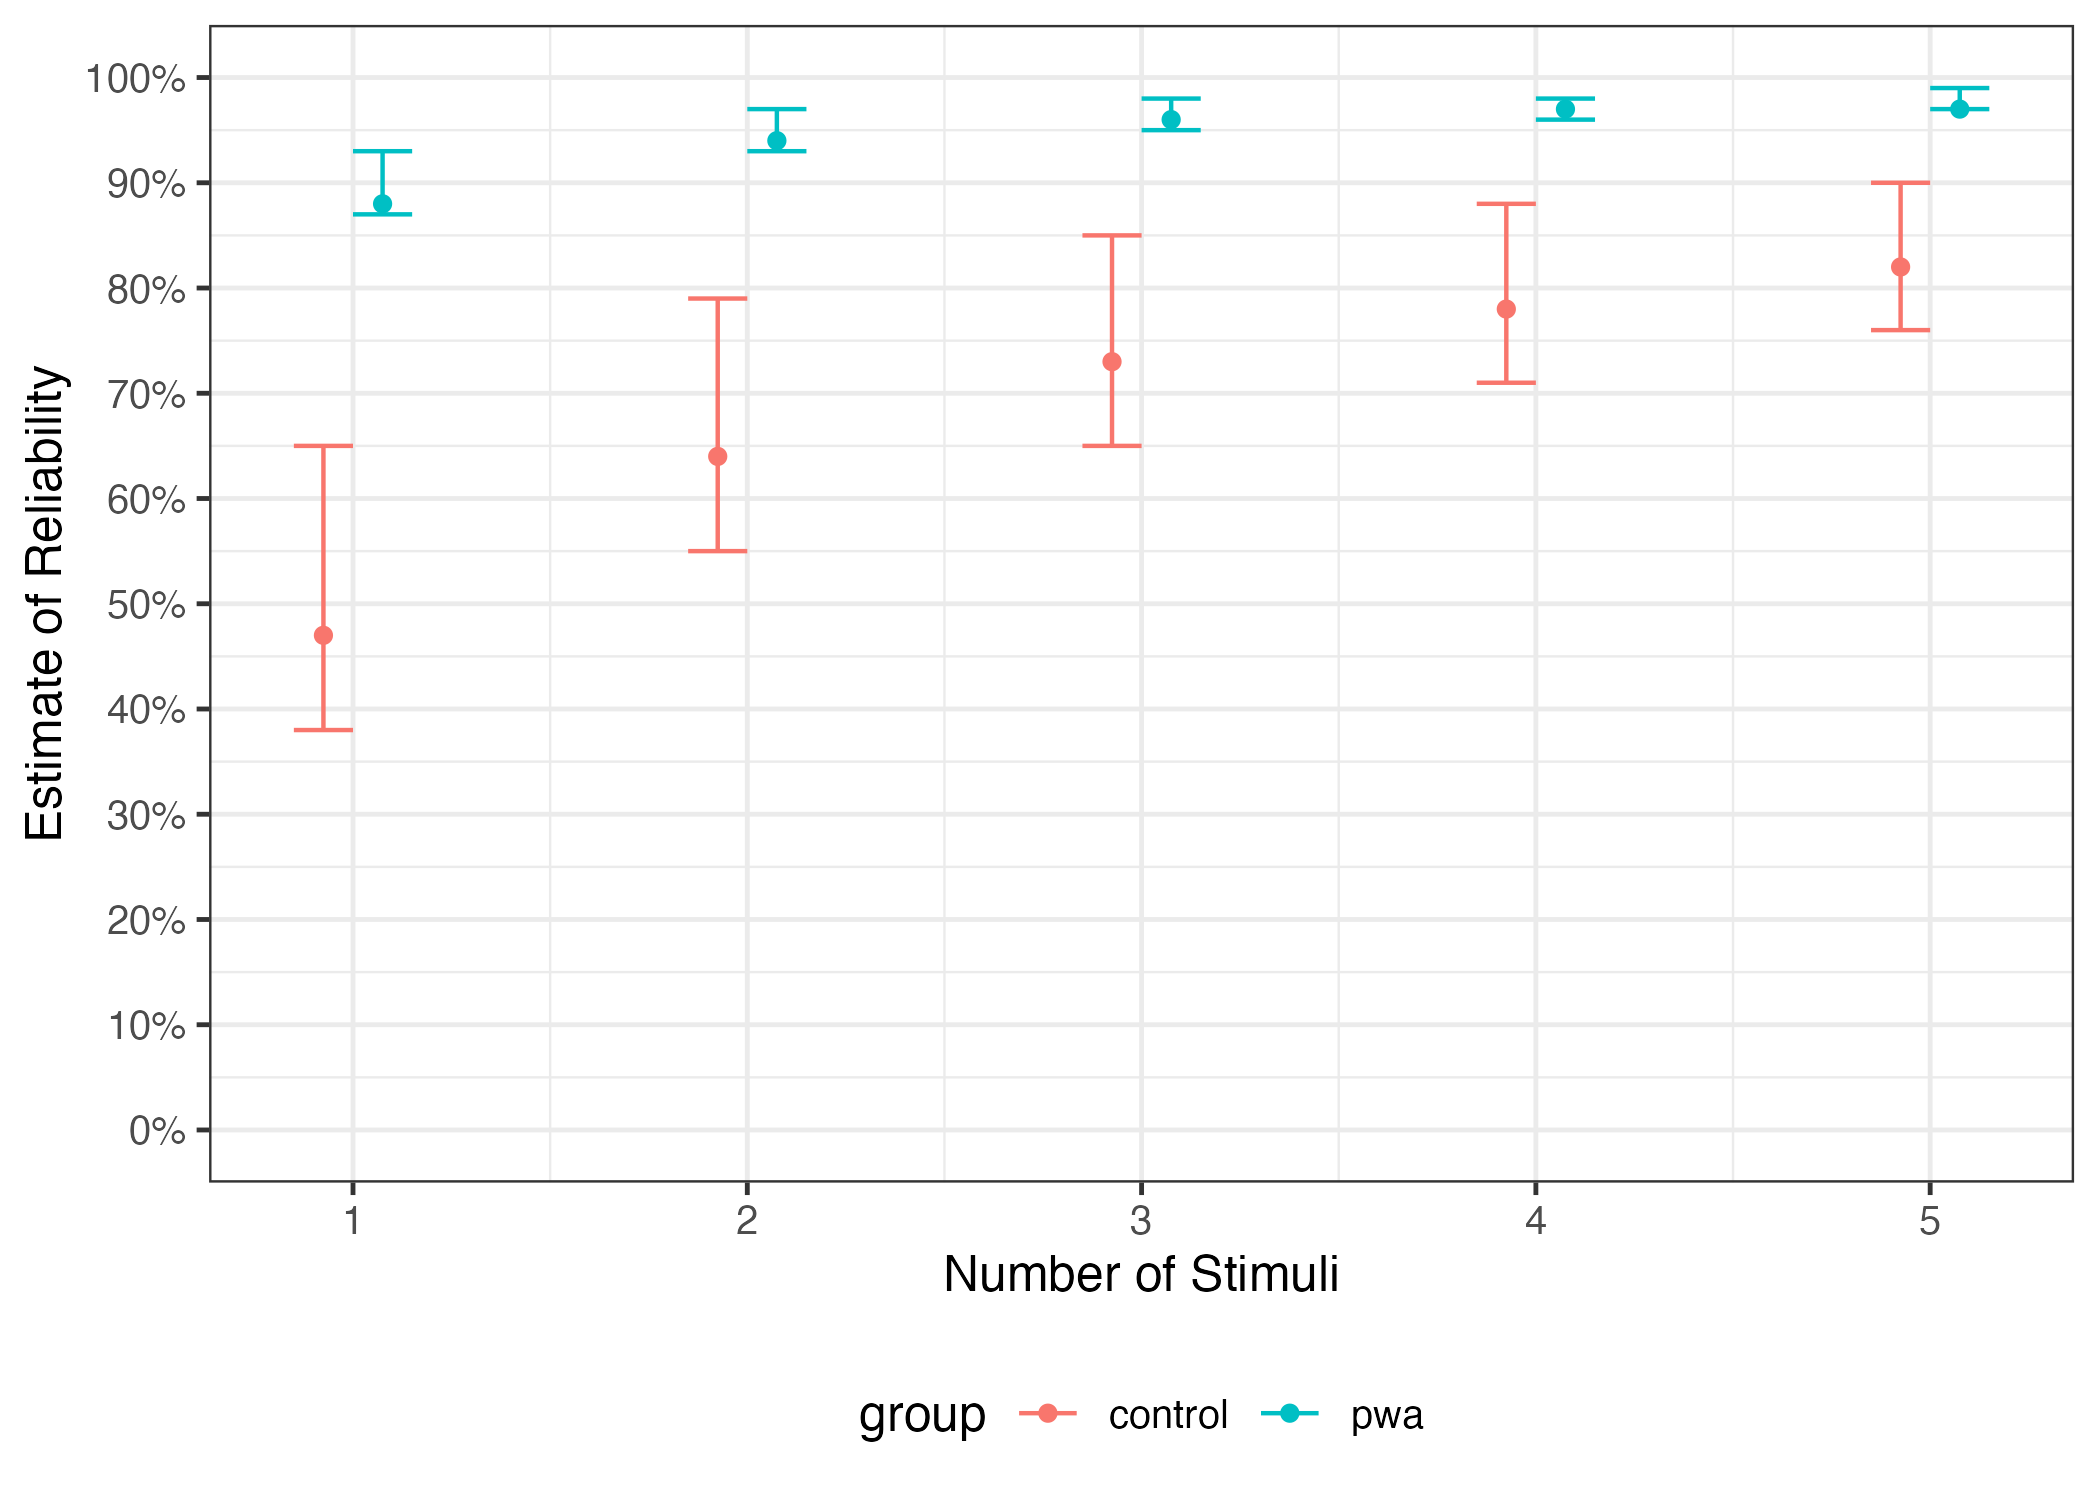 Estimate of Reliability
100%
90%
80%
70%
60%
50%
40%
30%
20%
10%
0%
1 2 3 4 5
Number of Stimuli
group control pwa